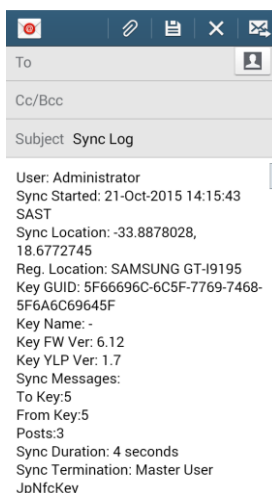 To
Cc/Bcc
Subject Sync Log
User: Administrator
Sync Started: 21-Oct-2015 14:15:43
SAST
Sync Location: -33.8878028,
18.6772745
Reg. Location: SAMSUNG GT-I9195
Key GUID: 5F66696C-6C5F-7769-7468-
5F6A6C69645F
Key Name: -
Key FW Ver: 6.12
Key YLP Ver: 1.7
Sync Messages:
To Key:5
From Key:5
Posts:3
Sync Duration: 4 seconds
Sync Termination: Master User
JpNfcKey